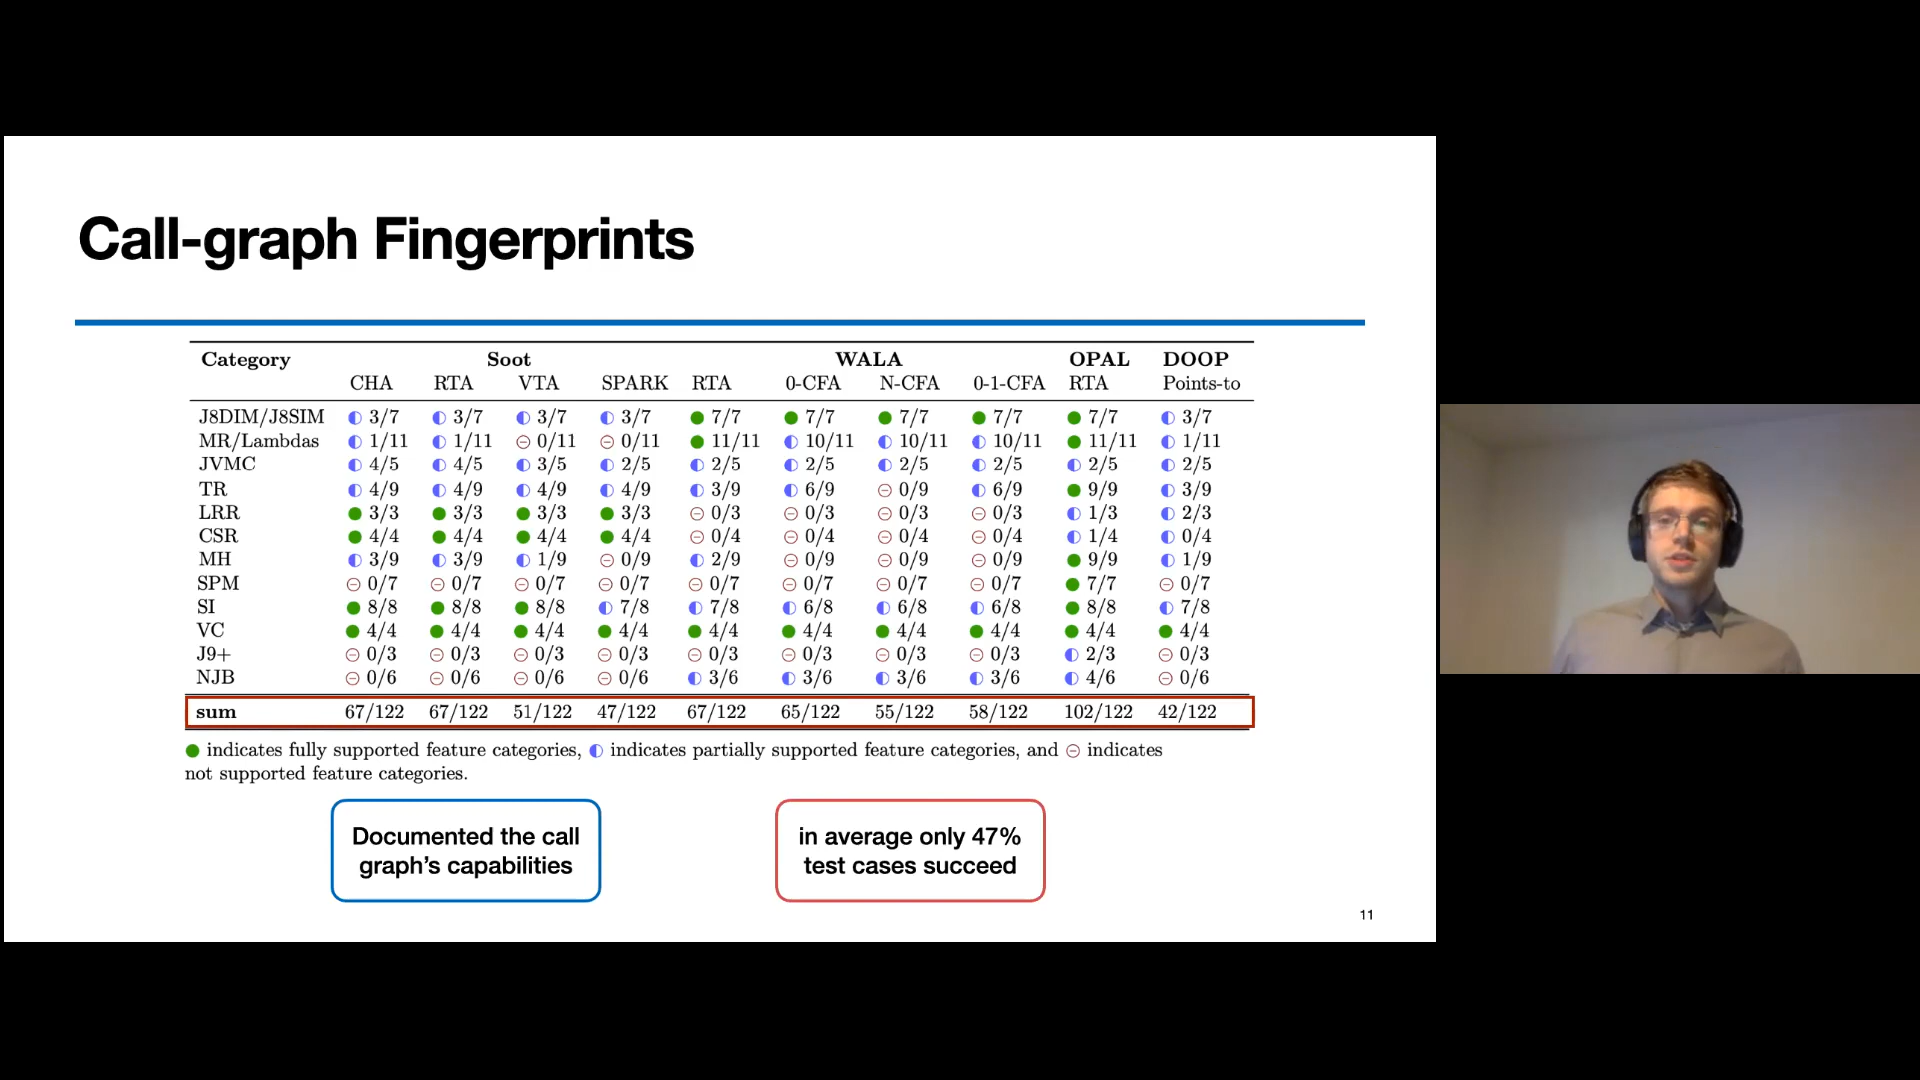 Call-graph Fingerprints
Category Soot WALA OPAL DOOP
CHA RTA VTA SPARK RTA 0-CFA N-CFA 0-1-CFA RTA Points-to
J8DIM/J8SIM 3/7 3/7 3/7 3/7 7/7 7/7 7/7 7/7 7/7 3/7
MR/Lambdas 1/11 1/11 0/11 0/11 11/11 10/11 10/11 10/11 11/11 1/11
JVMC 4/5 4/5 3/5 2/5 2/5 2/5 2/5 2/5 2/5 2/5
TR 4/9 4/9 4/9 4/9 3/9 6/9 0/9 6/9 9/9 3/9
LRR 3/3 3/3 3/3 3/3 0/3 0/3 0/3 0/3 1/3 2/3
CSR 4/4 4/4 4/4 4/4 0/4 0/4 0/4 0/4 1/4 0/4
MH 3/9 3/9 1/9 0/9 2/9 0/9 0/9 0/9 9/9 1/9
SPM 0/7 0/7 0/7 0/7 0/7 0/7 0/7 0/7 7/7 0/7
SI 8/8 8/8 8/8 7/8 7/8 6/8 6/8 6/8 8/8 7/8
VC 4/4 4/4 4/4 4/4 4/4 4/4 4/4 4/4 4/4 4/4
J9+ 0/3 0/3 0/3 0/3 0/3 0/3 0/3 0/3 2/3 0/3
NJB 0/6 0/6 0/6 0/6 3/6 3/6 3/6 3/6 4/6 0/6
sum 67/122 67/122 51/122 47/122 67/122 65/122 55/122 58/122 102/122 42/122
indicates fully supported feature categories, indicates partially supported feature categories, and indicates
not supported feature categories.
Documented the call
graph’s capabilities
in average only 47%
test cases succeed
11